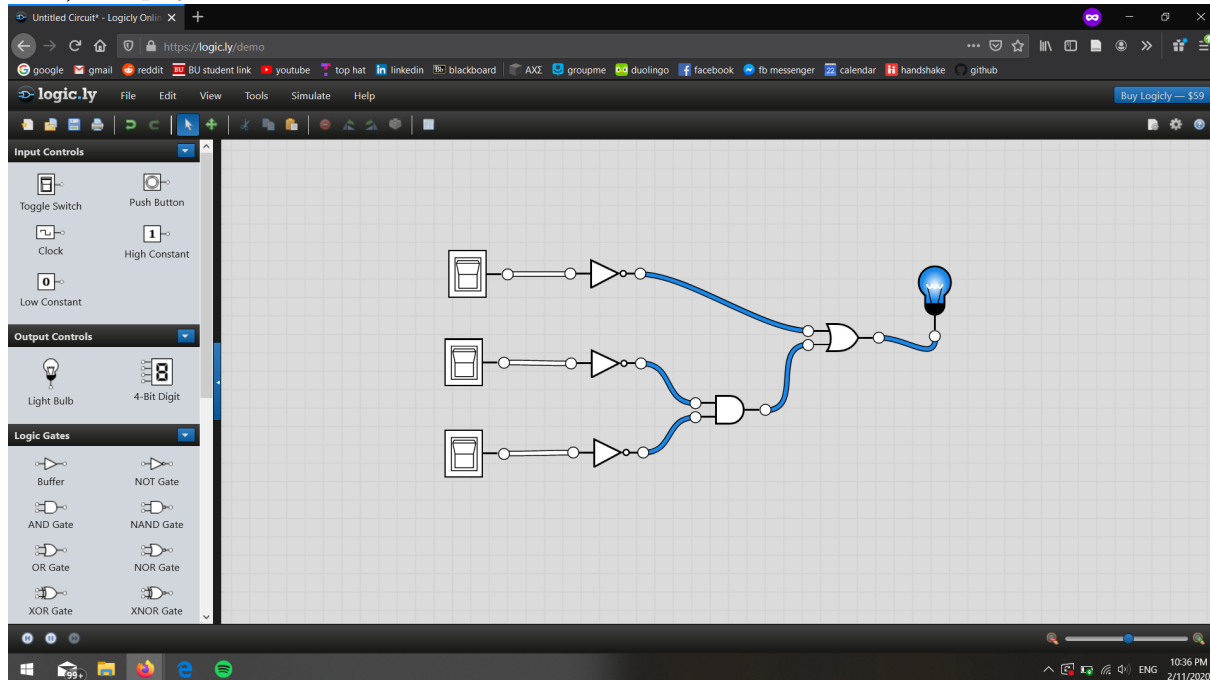 Untitled Circuit* - Logicly Onlin
https://logic.ly/demo
google gmail reddit BU student link youtube top hat linkedin blackboard ΑΧΣ groupme duolingo facebook fb messenger 22 calendar handshake github
logic.ly File Edit View Tools Simulate Help Buy Logicly — $59
Input Controls
Toggle Switch Push Button
Clock 1 High Constant
0 Low Constant
Output Controls
Light Bulb 4-Bit Digit
Logic Gates
Buffer NOT Gate
AND Gate NAND Gate
OR Gate NOR Gate
XOR Gate XNOR Gate
99+ ENG 10:36 PM
2/11/2020